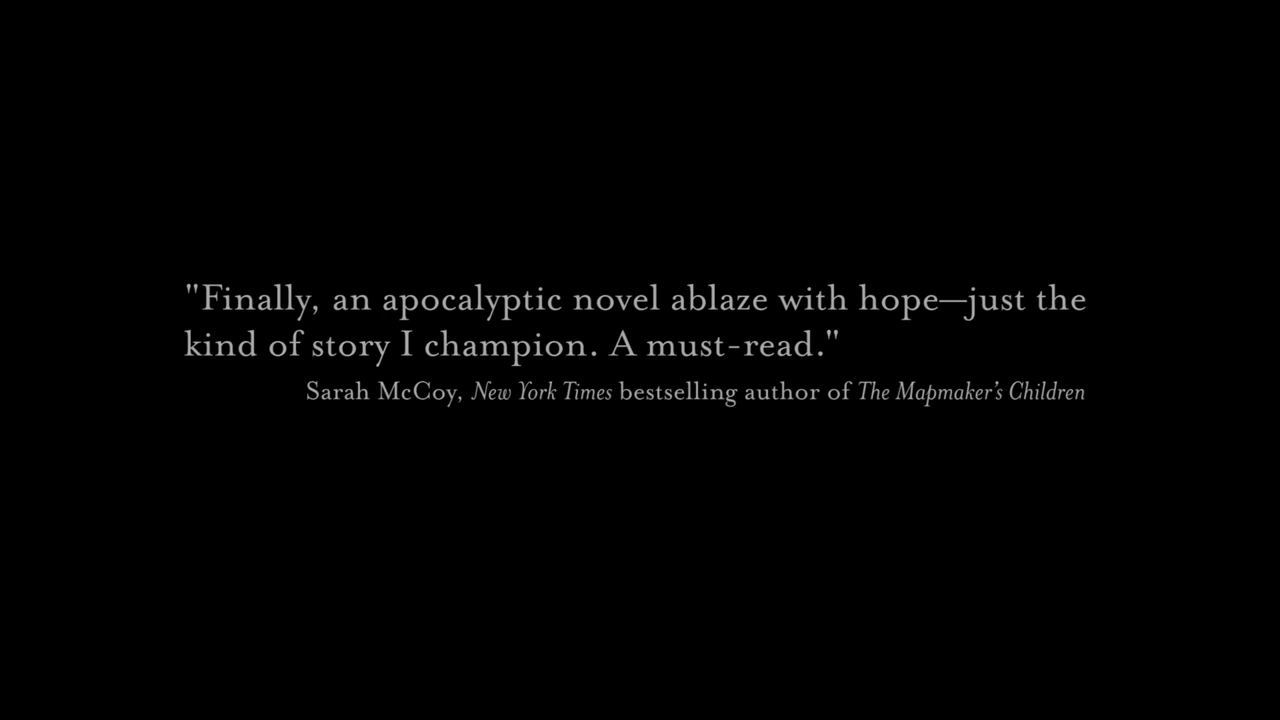 "Finally, an apocalyptic novel ablaze with hope—just the
kind of story I champion. A must-read."
Sarah McCoy, New York Times bestselling author of The Mapmaker's Children